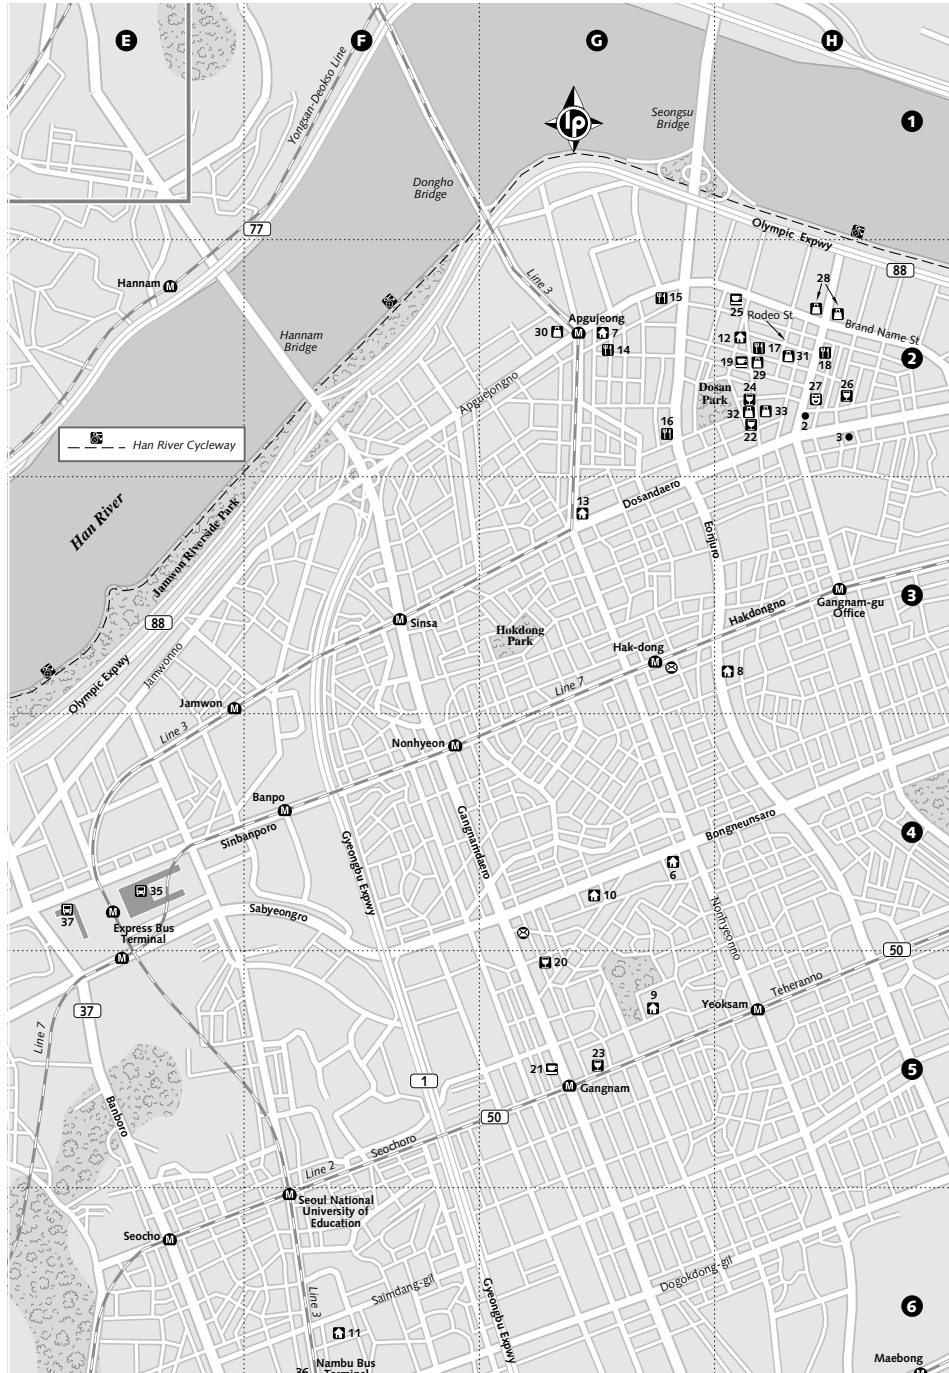 E
F
G
H
1
Yongsan-Deokso Line
Seongsu
Bridge
lp
Dongho
Bridge
77
Olympic Expwy
88
Hannam
Line 3
28
15
25
Rodeo St
Brand Name St
Apgujeong
30
7
14
12
17
31
18
2
19
29
Hannam
Bridge
Apgujeongno
Dosan
Park
24
27
26
32
33
22
2
3
16
Han River Cycleway
Han River
Jamwon Riverside Park
13
Dosandaero
Eonjuro
88
Sinsa
Hokdong
Park
Hakdongno
Gangnam-gu
Office
3
Hak-dong
Line 7
8
Olympic Expwy
Jamwonno
Jamwon
Line 3
Nonhyeon
Banpo
Sinbanporo
Gyeongbu Expwy
Gangnamdaero
Bongneunsaro
4
6
10
35
37
Sabyeongro
Express Bus
Terminal
Nonhyeonno
50
20
9
Yeoksam
Teheranno
37
Line 7
1
21
23
Gangnam
5
50
Banboro
Seochoro
Line 2
Seoul National
University of
Education
Seocho
Line 3
Saimdang-gil
Gyeongbu Expwy
Dogokdong-gil
6
11
Nambu Bus
Terminal
36
Maebong